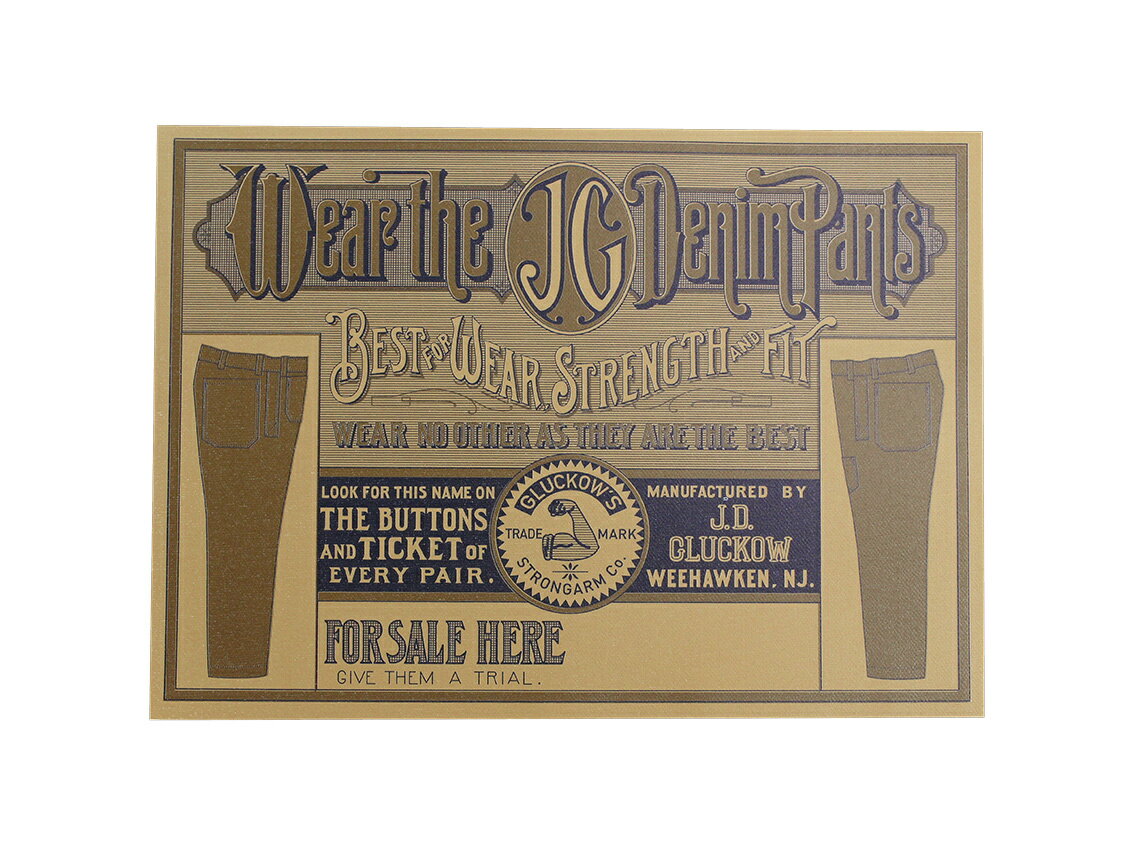 Wear the JG Denim Pants
BEST FOR WEAR, STRENGTH AND FIT
WEAR NO OTHER AS THEY ARE THE BEST
LOOK FOR THIS NAME ON
THE BUTTONS
AND TICKET OF
EVERY PAIR.
GLUCKOW'S
TRADE MARK
STRONGARM Co.
MANUFACTURED BY
J.D.
GLUCKOW
WEEHAWKEN, NJ.
FOR SALE HERE
GIVE THEM A TRIAL.